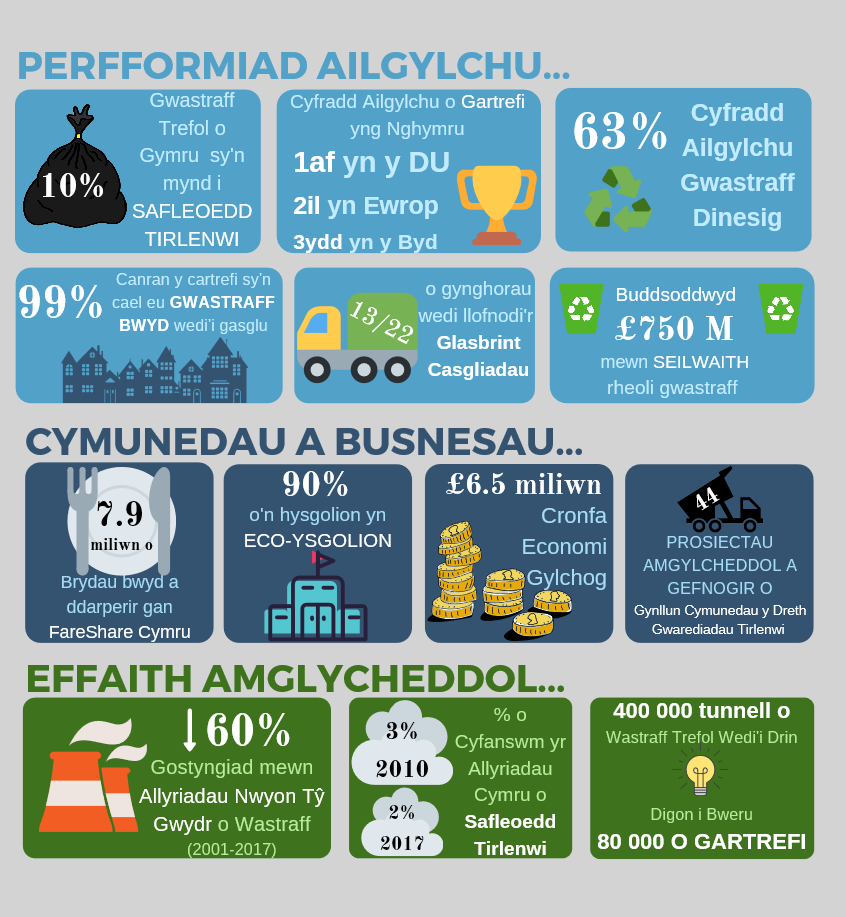 PERFFORMIAD AILGYLCHU...
10%
Gwastraff
Trefol o
Gymru sy'n
mynd i
SAFLEOEDD
TIRLENWI
Cyfradd Ailgylchu o Gartrefi
yng Nghymru
1af yn y DU
2il yn Ewrop
3ydd yn y Byd
63%
Cyfradd
Ailgylchu
Gwastraff
Dinesig
99%
Canran y cartrefi sy'n
cael eu GWASTRAFF
BWYD wedi'i gasglu
13/22
o gynghorau
wedi llofnodi'r
Glasbrint
Casgliadau
Buddsoddwyd
£750 M
mewn SEILWAITH
rheoli gwastraff
CYMUNEDAU A BUSNESAU...
7.9
miliwn o
Brydau bwyd a
ddarperir gan
FareShare Cymru
90%
o'n hysgolion yn
ECO-YSGOLION
£6.5 miliwn
Cronfa
Economi
Gylchog
44
PROSIECTAU
AMGYLCHEDDOL A
GEFNOGIR O
Gynllun Cymunedau y Dreth
Gwarediadau Tirlenwi
EFFAITH AMGLYCHEDDOL...
60%
Gostyngiad mewn
Allyriadau Nwyon Tŷ
Gwydr o Wastraff
(2001-2017)
3%
2010
2%
2017
% o
Cyfanswm yr
Allyriadau
Cymru o
Safleoedd
Tirlenwi
400 000 tunnell o
Wastraff Trefol Wedi'i Drin
Digon i Bweru
80 000 O GARTREFI